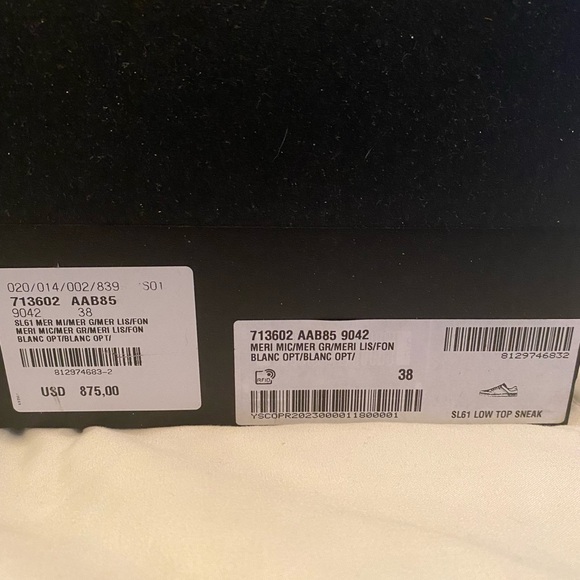 020/014/002/839 S01
713602 AAB85
9042 38
SL61 MER MI/MER G/MER LIS/FON
MERI MIC/MER GR/MERI LIS/FON
BLANC OPT/BLANC OPT/
812974683-2
USD 875,00
713602 AAB85 9042
MERI MIC/MER GR/MERI LIS/FON
BLANC OPT/BLANC OPT/
8129746832
RFID
38
YSCOPR2023000011800001
SL61 LOW TOP SNEAK